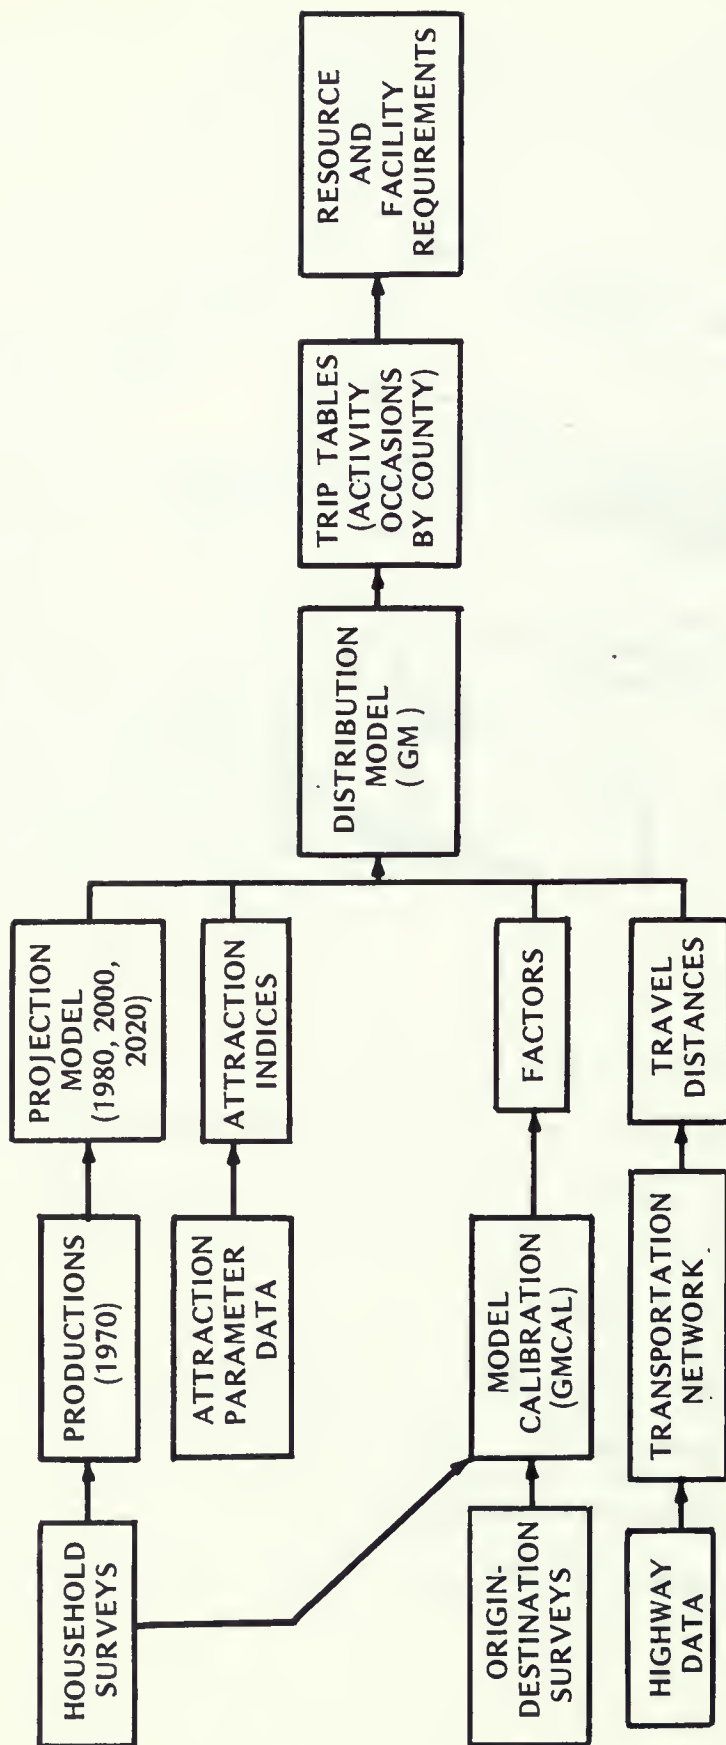 HOUSEHOLD
SURVEYS
PRODUCTIONS
(1970)
PROJECTION
MODEL
(1980, 2000,
2020)
ATTRACTION
PARAMETER
DATA
ATTRACTION
INDICES
ORIGIN-
DESTINATION
SURVEYS
MODEL
CALIBRATION
(GMCAL)
FACTORS
HIGHWAY
DATA
TRANSPORTATION
NETWORK
TRAVEL
DISTANCES
DISTRIBUTION
MODEL
(GM)
TRIP TABLES
(ACTIVITY
OCCASIONS
BY COUNTY)
RESOURCE
AND
FACILITY
REQUIREMENTS